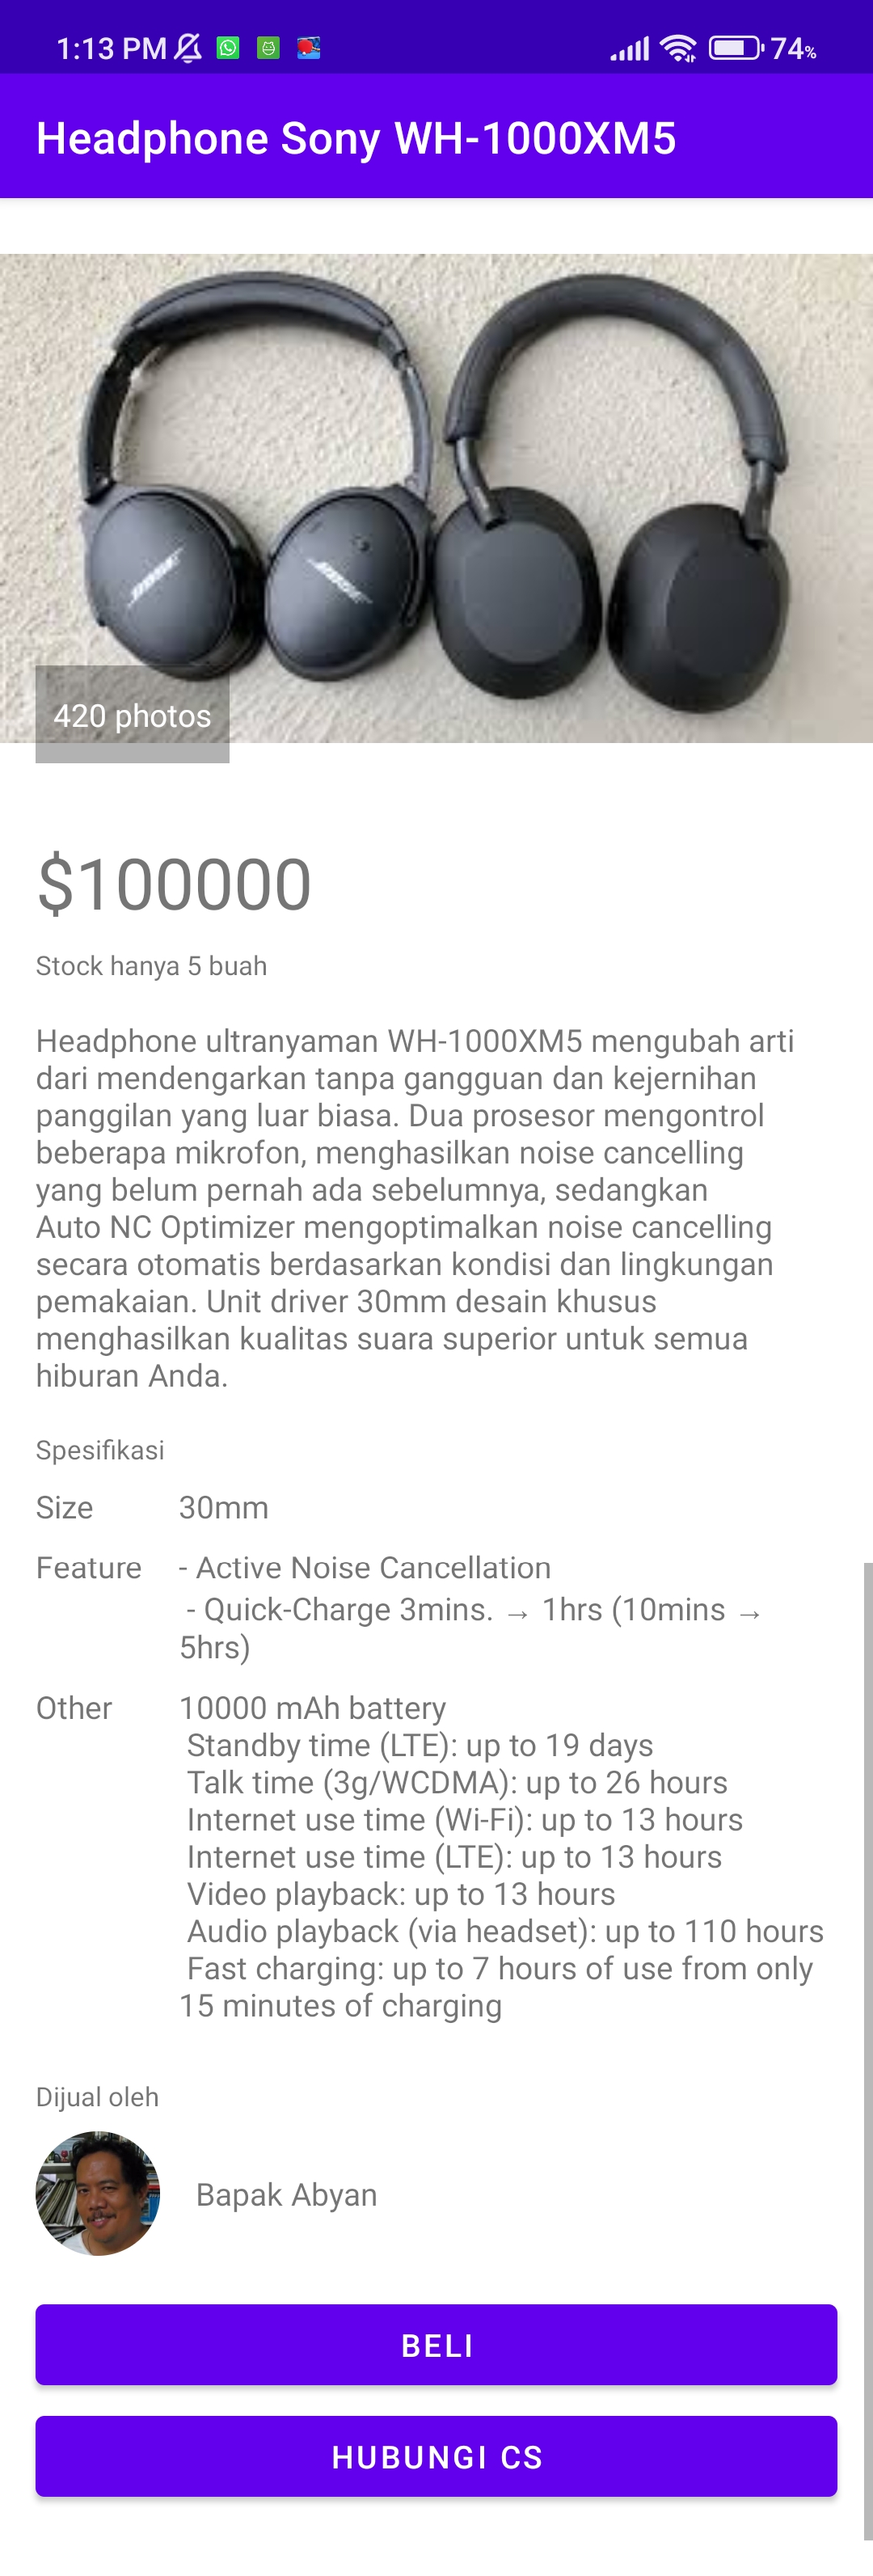 1:13 PM 74%
Headphone Sony WH-1000XM5
BOSE
BOSE
420 photos
$100000
Stock hanya 5 buah
Headphone ultranyaman WH-1000XM5 mengubah arti
dari mendengarkan tanpa gangguan dan kejernihan
panggilan yang luar biasa. Dua prosesor mengontrol
beberapa mikrofon, menghasilkan noise cancelling
yang belum pernah ada sebelumnya, sedangkan
Auto NC Optimizer mengoptimalkan noise cancelling
secara otomatis berdasarkan kondisi dan lingkungan
pemakaian. Unit driver 30mm desain khusus
menghasilkan kualitas suara superior untuk semua
hiburan Anda.
Spesifikasi
Size 30mm
Feature - Active Noise Cancellation
- Quick-Charge 3mins. → 1hrs (10mins →
5hrs)
Other 10000 mAh battery
Standby time (LTE): up to 19 days
Talk time (3g/WCDMA): up to 26 hours
Internet use time (Wi-Fi): up to 13 hours
Internet use time (LTE): up to 13 hours
Video playback: up to 13 hours
Audio playback (via headset): up to 110 hours
Fast charging: up to 7 hours of use from only
15 minutes of charging
Dijual oleh
Bapak Abyan
BELI
HUBUNGI CS